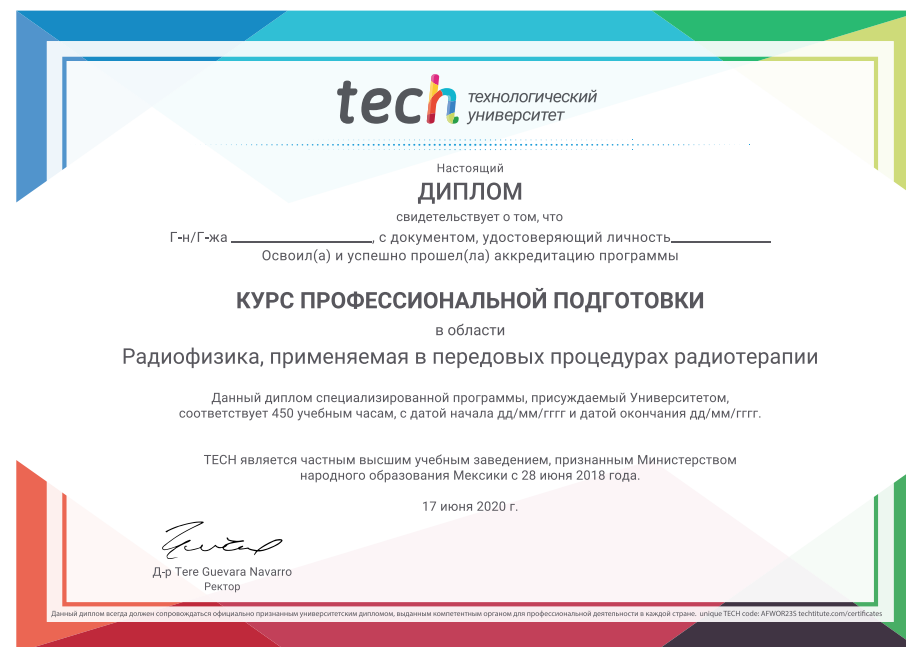 tech технологический
университет
Настоящий
ДИПЛОМ
свидетельствует о том, что
Г-н/Г-жа ________________, с документом, удостоверяющий личность____________
Освоил(а) и успешно прошел(ла) аккредитацию программы
КУРС ПРОФЕССИОНАЛЬНОЙ ПОДГОТОВКИ
в области
Радиофизика, применяемая в передовых процедурах радиотерапии
Данный диплом специализированной программы, присуждаемый Университетом,
соответствует 450 учебным часам, с датой начала дд/мм/гггг и датой окончания дд/мм/гггг.
TECH является частным высшим учебным заведением, признанным Министерством
народного образования Мексики с 28 июня 2018 года.
17 июня 2020 г.
Д-р Tere Guevara Navarro
Ректор
Данный диплом всегда должен сопровождаться официально признанным университетским дипломом, выданным компетентным органом для профессиональной деятельности в каждой стране. unique TECH code: AFWOR23S techtitute.com/certificates